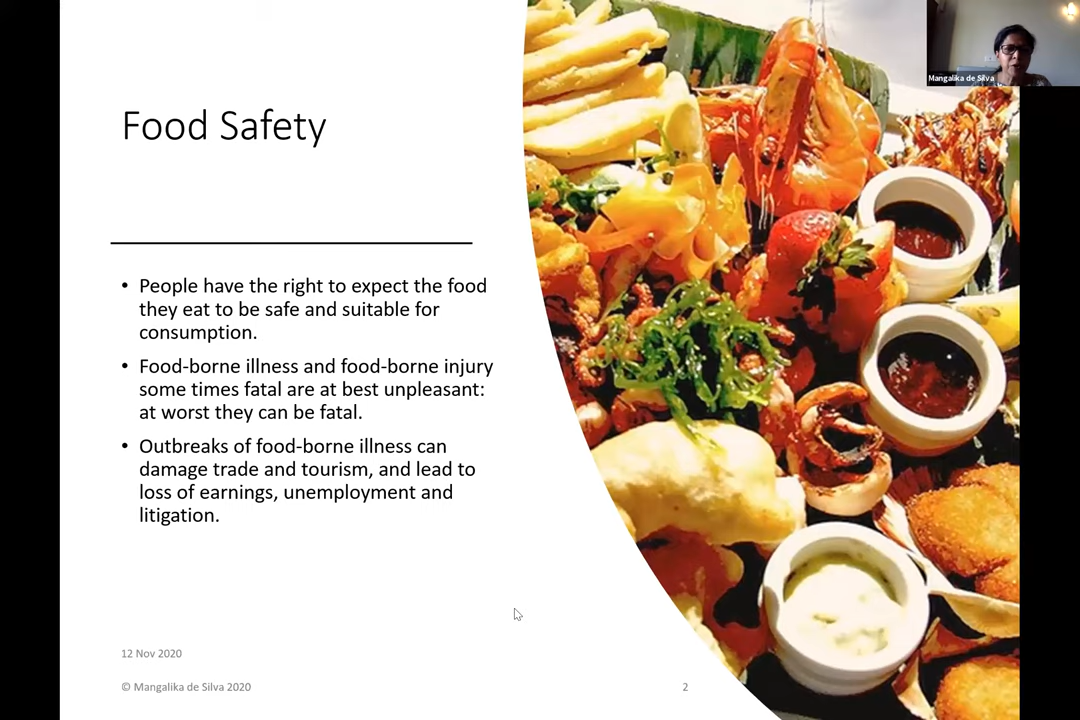 Food Safety
• People have the right to expect the food
they eat to be safe and suitable for
consumption.
• Food-borne illness and food-borne injury
some times fatal are at best unpleasant:
at worst they can be fatal.
• Outbreaks of food-borne illness can
damage trade and tourism, and lead to
loss of earnings, unemployment and
litigation.
12 Nov 2020
© Mangalika de Silva 2020
2
Mangalika de Silva